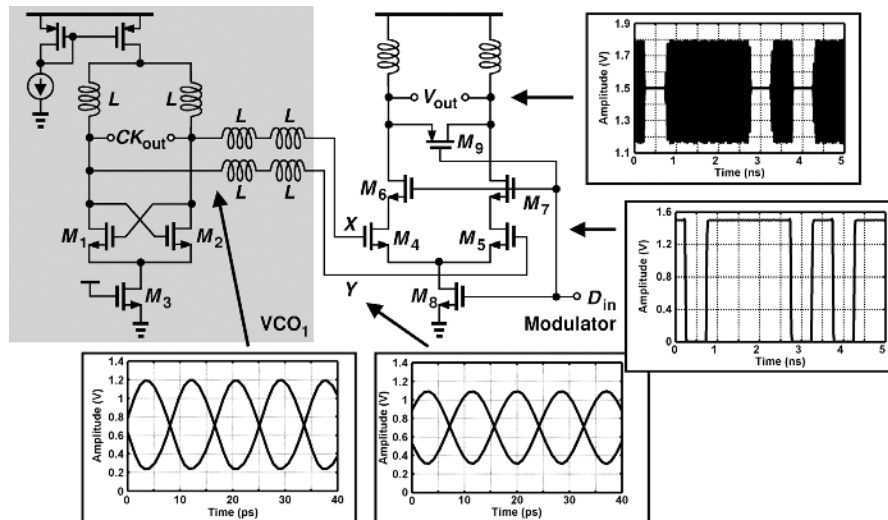 L
L
CKout
L
L
L
L
M1
M2
M3
VCO1
Vout
M9
M6
M7
X
M4
M5
Y
M8
Din
Modulator
Amplitude (V)
1.9
1.7
1.5
1.3
1.1
0 1 2 3 4 5
Time (ns)
Amplitude (V)
1.6
1.2
0.8
0.4
0
0 1 2 3 4 5
Time (ns)
Amplitude (V)
1.4
1.2
1
0.8
0.6
0.4
0.2
0
0 10 20 30 40
Time (ps)
Amplitude (V)
1.4
1.2
1
0.8
0.6
0.4
0.2
0
0 10 20 30 40
Time (ps)